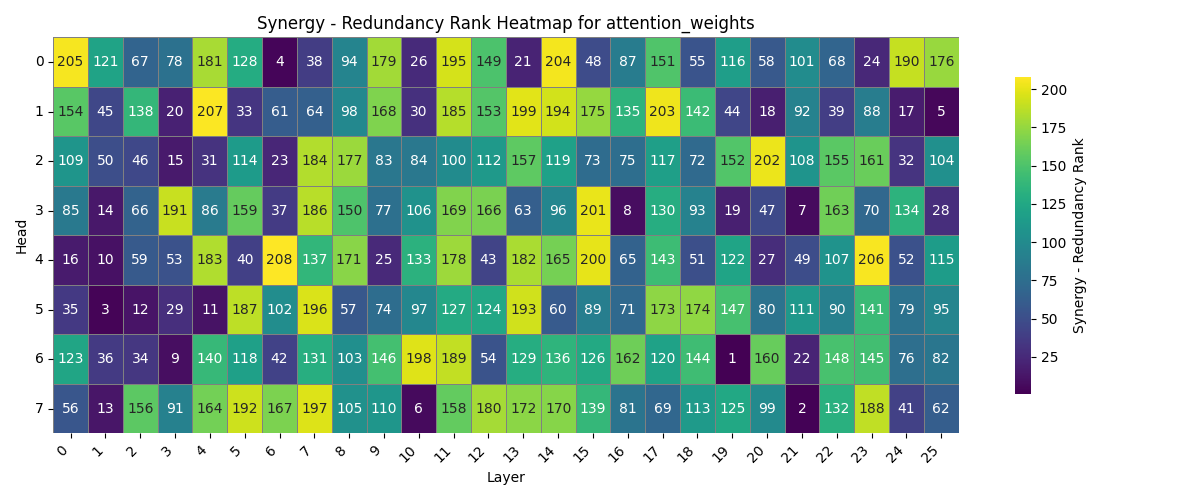 Synergy - Redundancy Rank Heatmap for attention_weights
0 205 121 67 78 181 128 4 38 94 179 26 195 149 21 204 48 87 151 55 116 58 101 68 24 190 176
1 154 45 138 20 207 33 61 64 98 168 30 185 153 199 194 175 135 203 142 44 18 92 39 88 17 5
2 109 50 46 15 31 114 23 184 177 83 84 100 112 157 119 73 75 117 72 152 202 108 155 161 32 104
3 85 14 66 191 86 159 37 186 150 77 106 169 166 63 96 201 8 130 93 19 47 7 163 70 134 28
4 16 10 59 53 183 40 208 137 171 25 133 178 43 182 165 200 65 143 51 122 27 49 107 206 52 115
5 35 3 12 29 11 187 102 196 57 74 97 127 124 193 60 89 71 173 174 147 80 111 90 141 79 95
6 123 36 34 9 140 118 42 131 103 146 198 189 54 129 136 126 162 120 144 1 160 22 148 145 76 82
7 56 13 156 91 164 192 167 197 105 110 6 158 180 172 170 139 81 69 113 125 99 2 132 188 41 62
0 1 2 3 4 5 6 7 8 9 10 11 12 13 14 15 16 17 18 19 20 21 22 23 24 25
Layer
Head
200
175
150
125
100
75
50
25
Synergy - Redundancy Rank